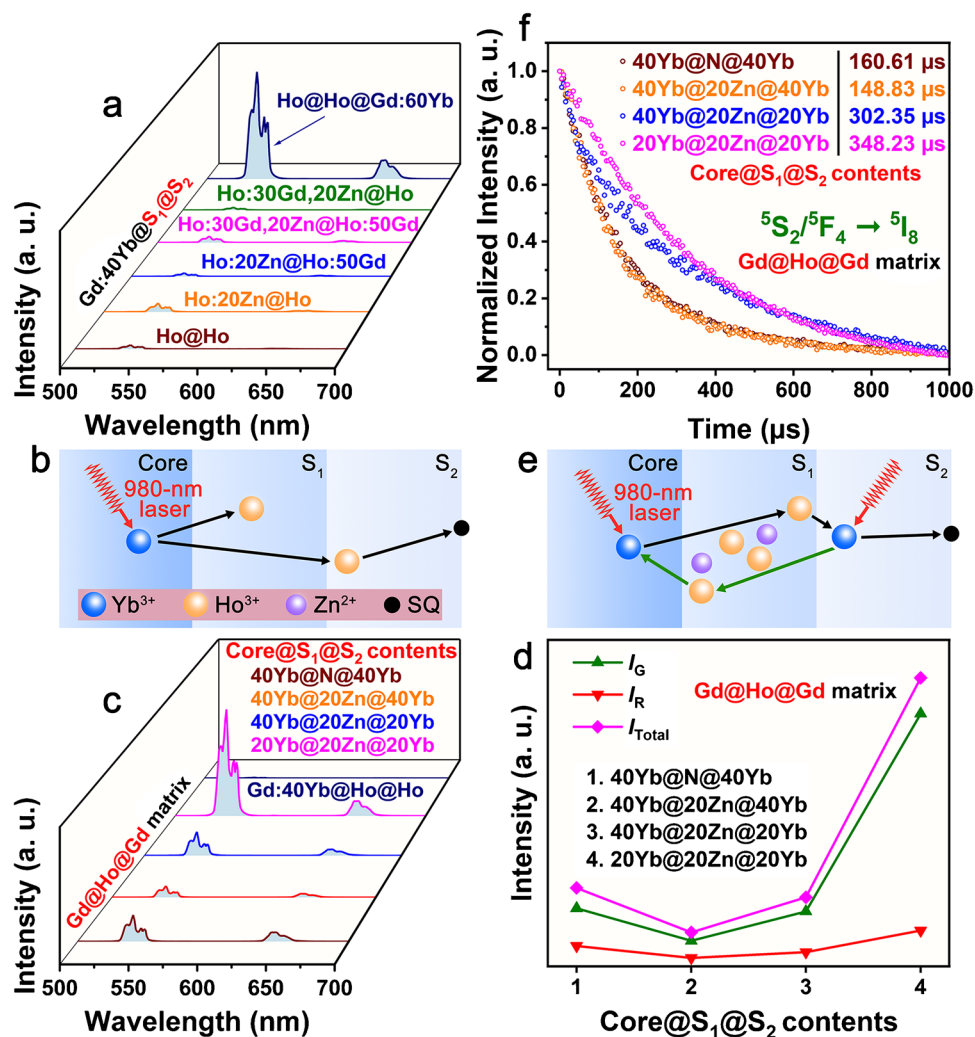 a
Intensity (a. u.)
Gd:40Yb@S₁@S₂
Ho@Ho@Gd:60Yb
Ho:30Gd,20Zn@Ho
Ho:30Gd,20Zn@Ho:50Gd
Ho:20Zn@Ho:50Gd
Ho:20Zn@Ho
Ho@Ho
500 550 600 650 700
Wavelength (nm)
f
Normalized Intensity (a. u.)
1.0
0.8
0.6
0.4
0.2
0.0
40Yb@N@40Yb 160.61 µs
40Yb@20Zn@40Yb 148.83 µs
40Yb@20Zn@20Yb 302.35 µs
20Yb@20Zn@20Yb 348.23 µs
Core@S₁@S₂ contents
⁵S₂/⁵F₄ → ⁵I₈
Gd@Ho@Gd matrix
0 200 400 600 800 1000
Time (µs)
b
Core S₁ S₂
980-nm
laser
Yb³⁺ Ho³⁺ Zn²⁺ SQ
e
Core S₁ S₂
980-nm
laser
c
Intensity (a. u.)
Gd@Ho@Gd matrix
Core@S₁@S₂ contents
40Yb@N@40Yb
40Yb@20Zn@40Yb
40Yb@20Zn@20Yb
20Yb@20Zn@20Yb
Gd:40Yb@Ho@Ho
500 550 600 650 700
Wavelength (nm)
d
Intensity (a. u.)
I_G
I_R
I_Total
Gd@Ho@Gd matrix
1. 40Yb@N@40Yb
2. 40Yb@20Zn@40Yb
3. 40Yb@20Zn@20Yb
4. 20Yb@20Zn@20Yb
1 2 3 4
Core@S₁@S₂ contents